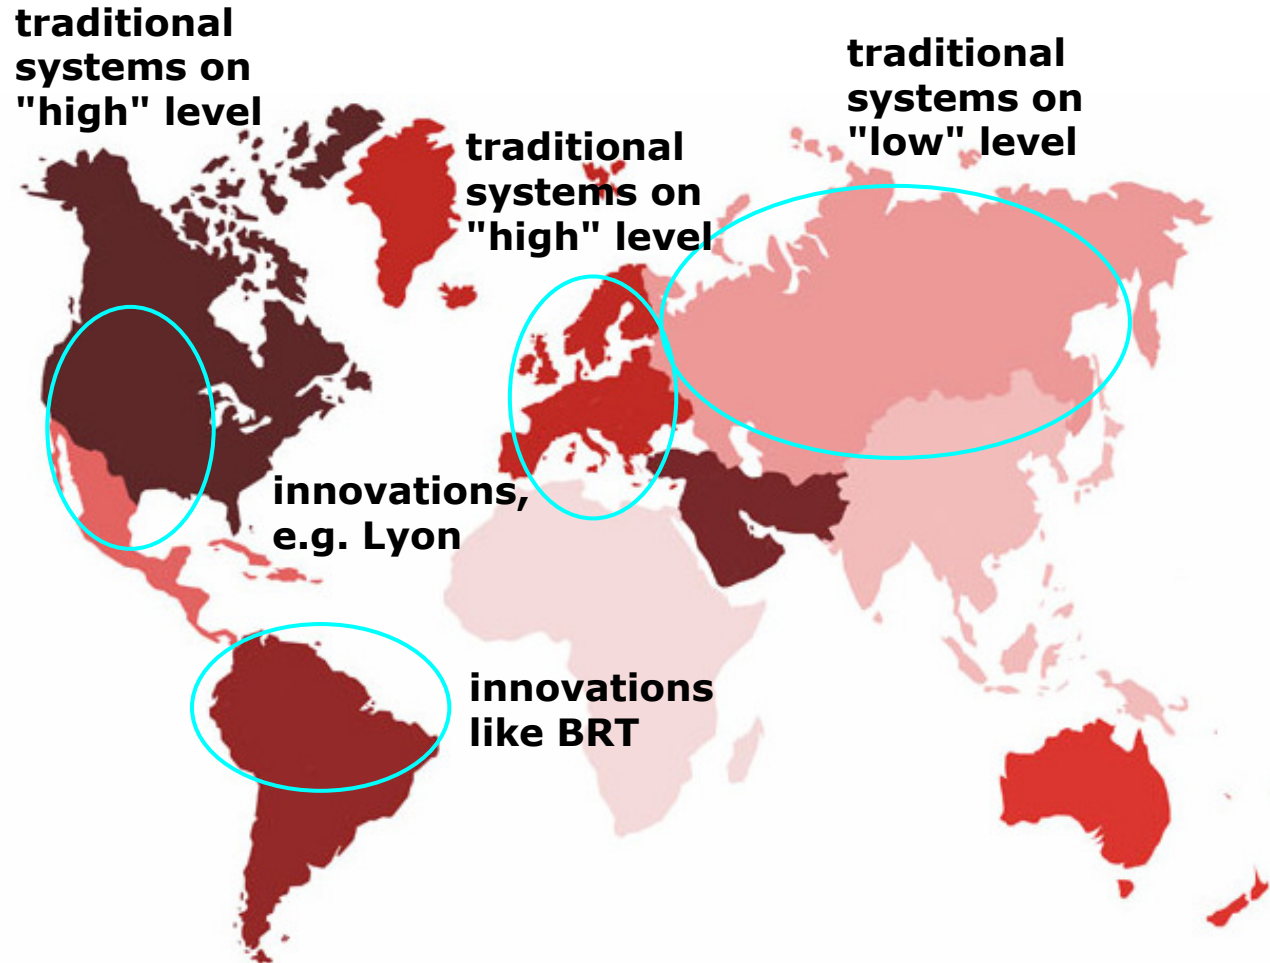 traditional
systems on
"high" level
traditional
systems on
"low" level
traditional
systems on
"high" level
innovations,
e.g. Lyon
innovations
like BRT